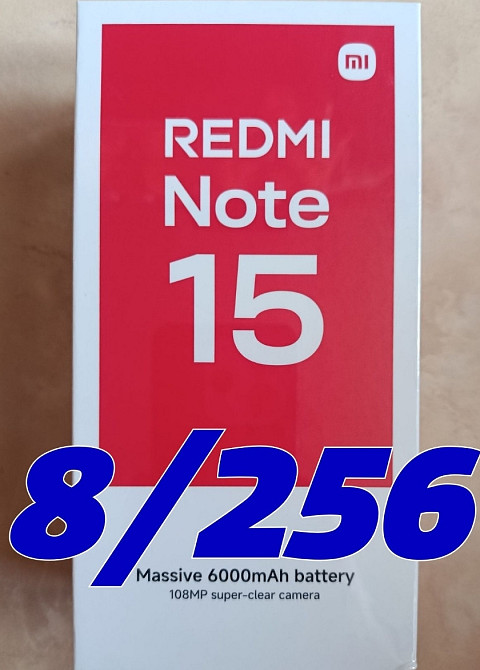 mi
REDMI
Note
15
8/256
Massive 6000mAh battery
108MP super-clear camera